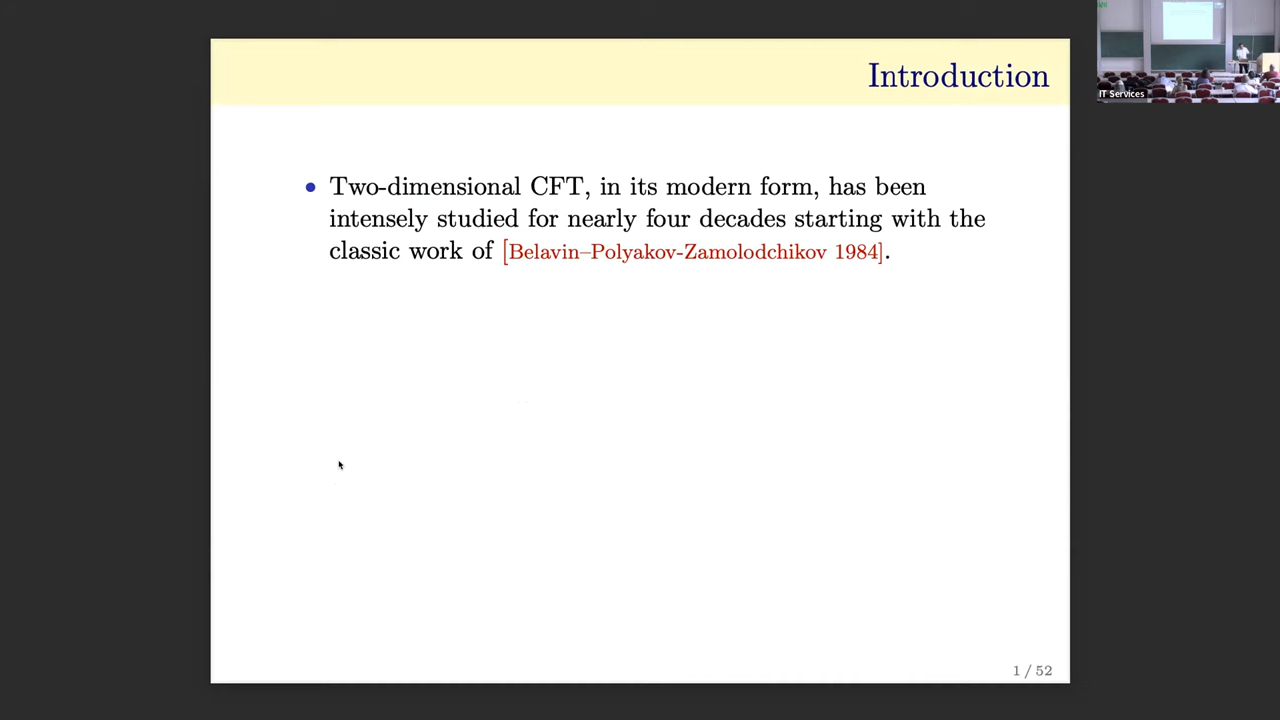 Introduction
• Two-dimensional CFT, in its modern form, has been
intensely studied for nearly four decades starting with the
classic work of [Belavin–Polyakov-Zamolodchikov 1984].
1 / 52
IT Services